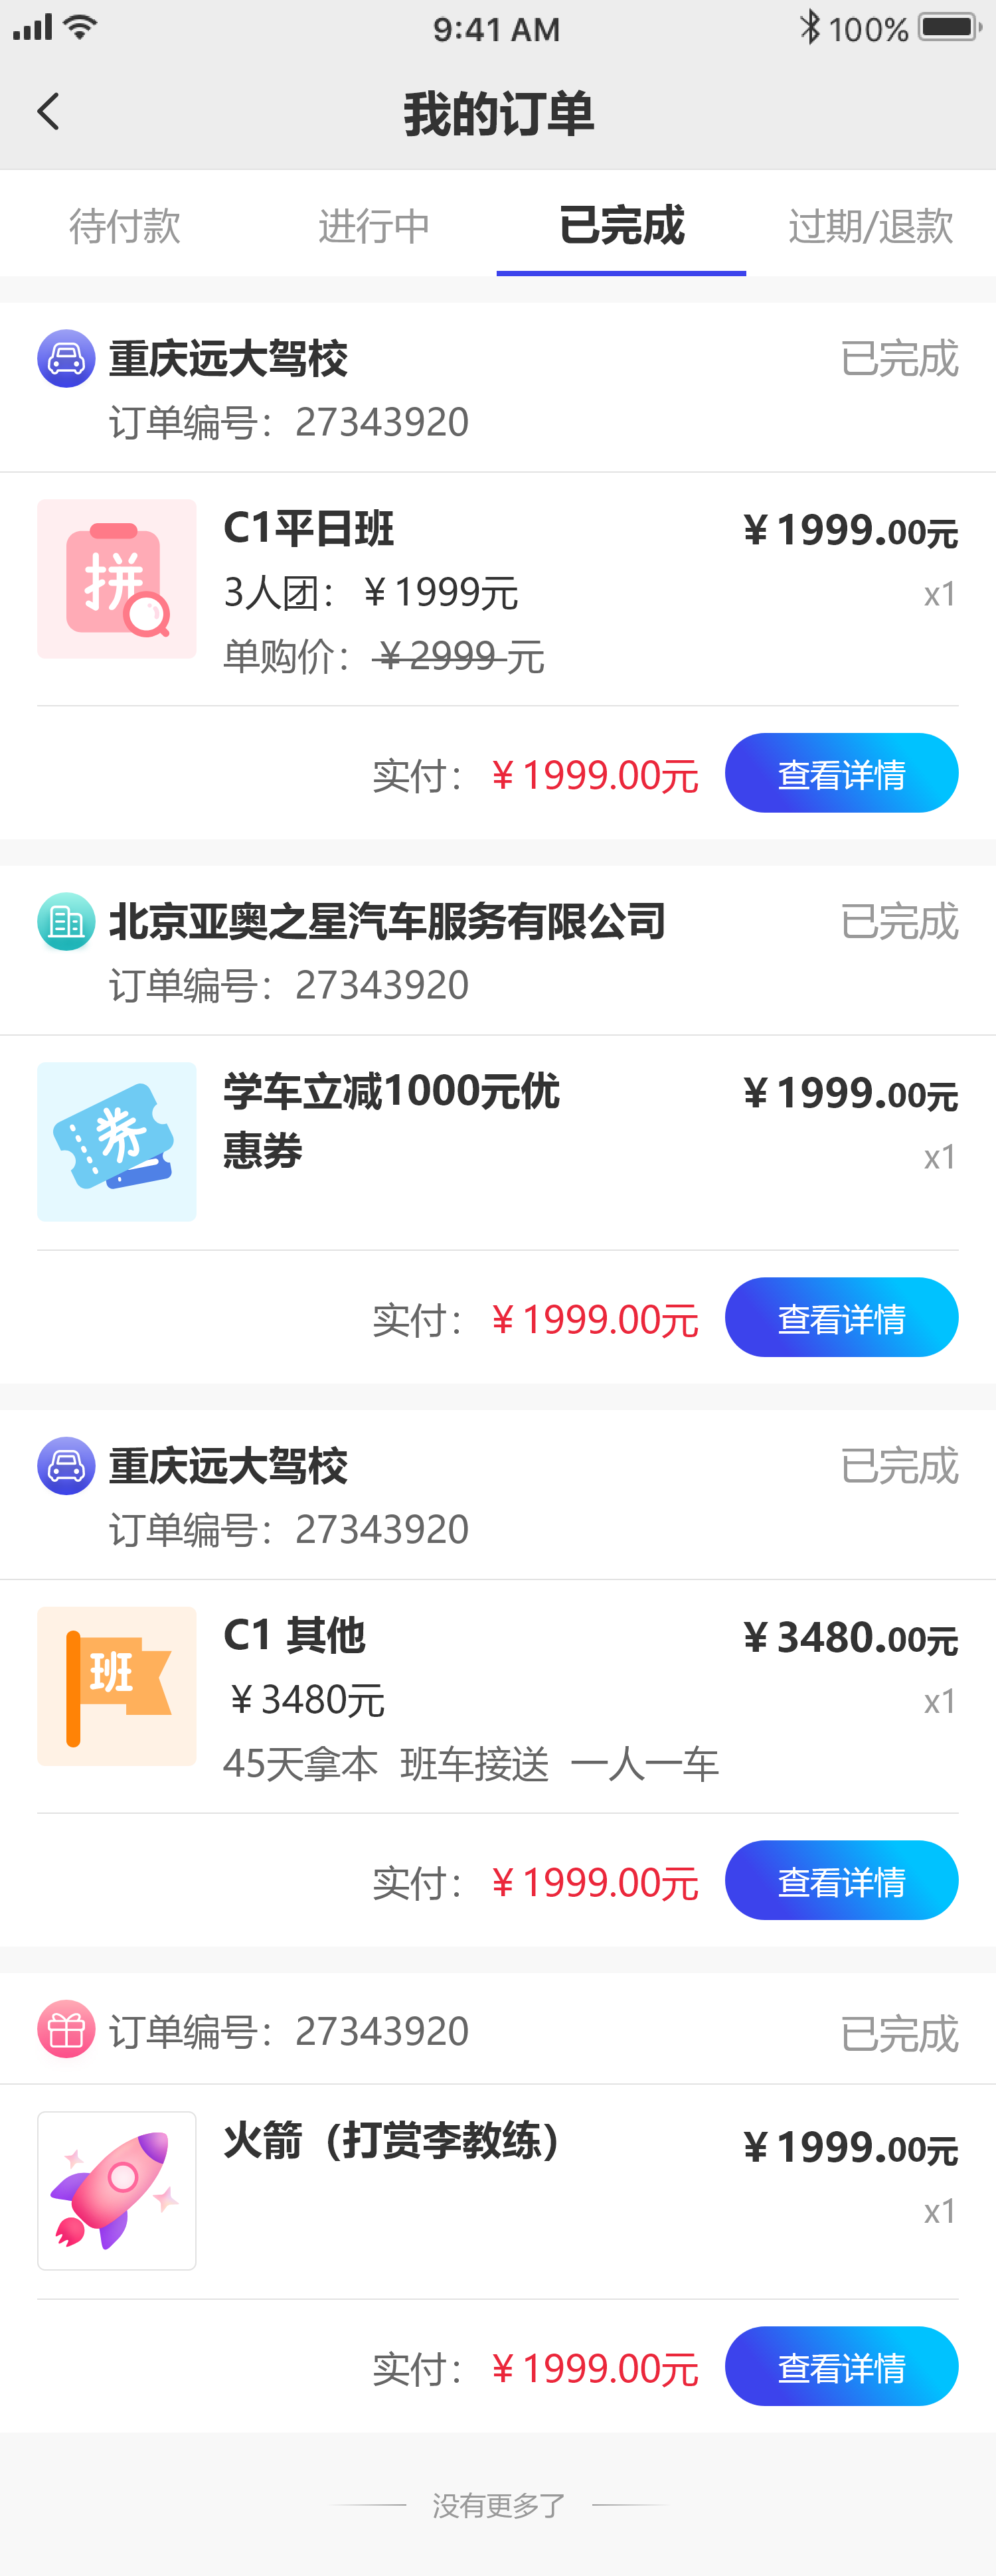 9:41 AM
100%
我的订单
待付款 进行中 已完成 过期/退款
重庆远大驾校 已完成
订单编号：27343920
拼
C1平日班 ￥1999.00元
3人团：￥1999元 x1
单购价：￥2999元
实付：￥1999.00元 查看详情
北京亚奥之星汽车服务有限公司 已完成
订单编号：27343920
券
学车立减1000元优 ￥1999.00元
惠券 x1
实付：￥1999.00元 查看详情
重庆远大驾校 已完成
订单编号：27343920
班
C1 其他 ￥3480.00元
￥3480元 x1
45天拿本 班车接送 一人一车
实付：￥1999.00元 查看详情
订单编号：27343920 已完成
火箭（打赏李教练） ￥1999.00元
x1
实付：￥1999.00元 查看详情
没有更多了